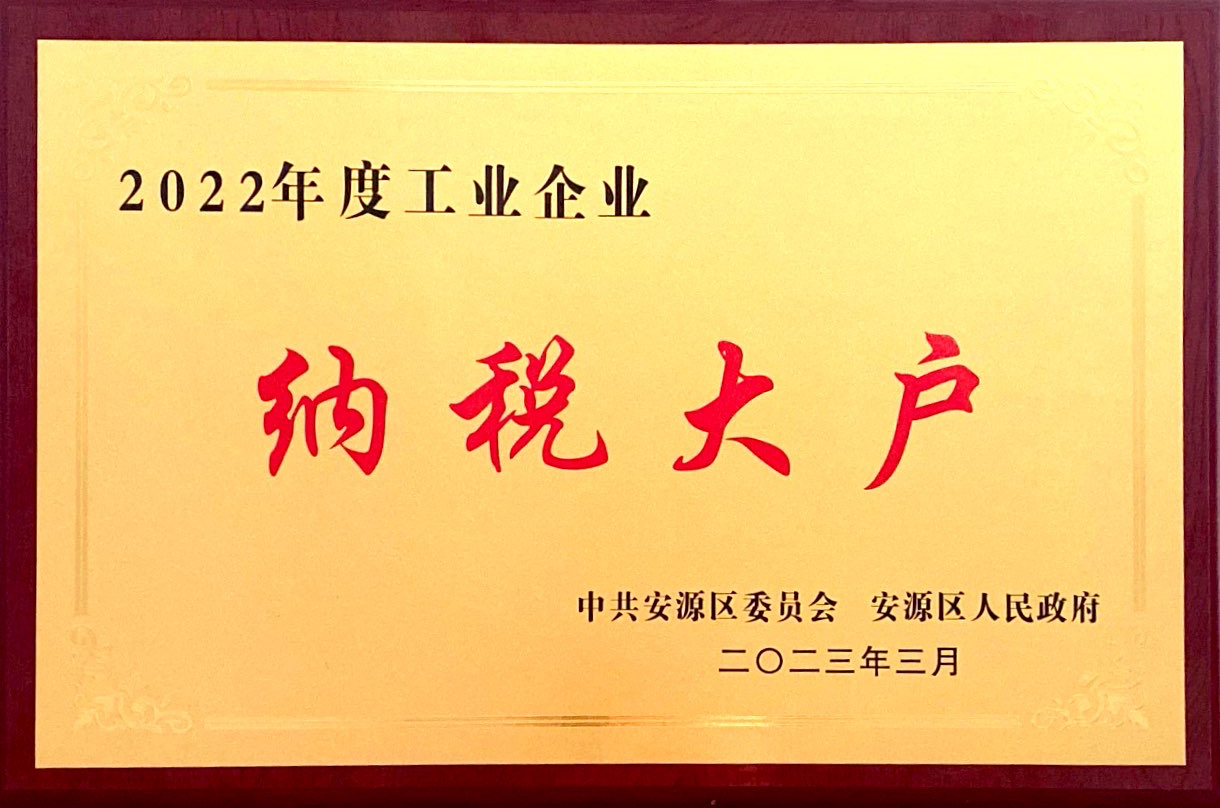 2022年度工业企业
纳税大户
中共安源区委员会 安源区人民政府
二〇二三年三月